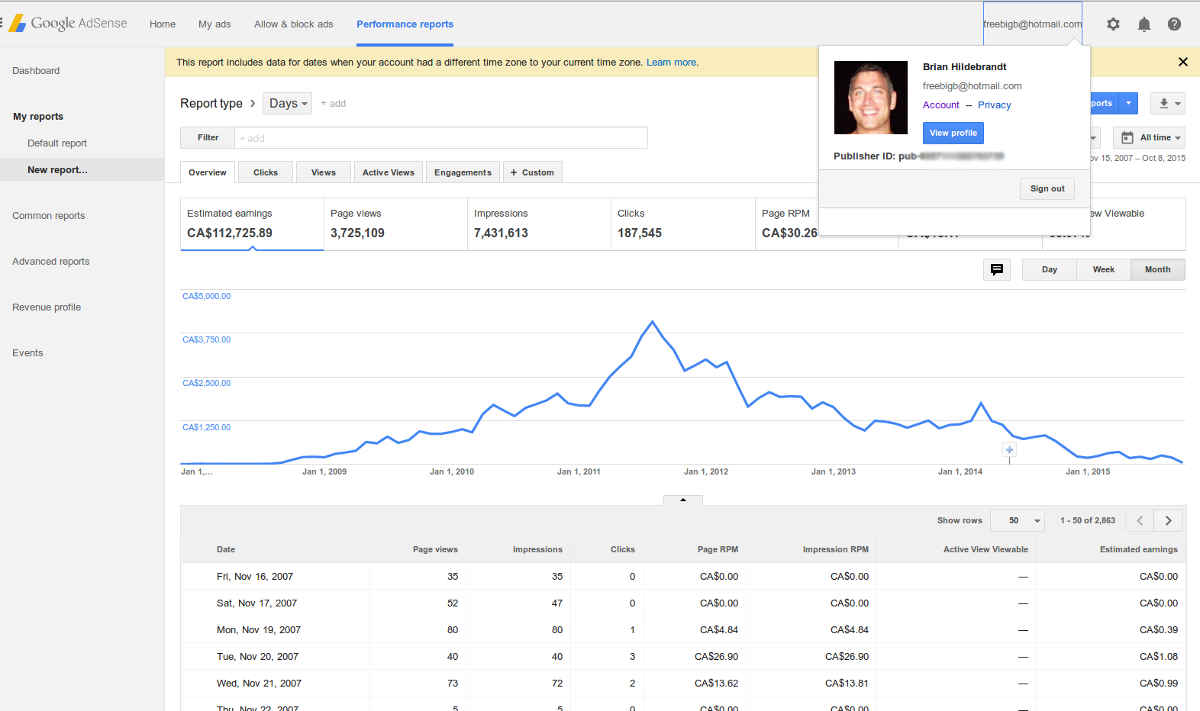 Google AdSense Home My ads Allow & block ads Performance reports freebigb@hotmail.com
This report includes data for dates when your account had a different time zone to your current time zone. Learn more.
Brian Hildebrandt
freebigb@hotmail.com
Account – Privacy
View profile
Publisher ID: pub-
Sign out
Dashboard
My reports
Default report
New report...
Common reports
Advanced reports
Revenue profile
Events
Report type > Days + add
ports
All time
Filter + add
ov 15, 2007 – Oct 8, 2015
Overview Clicks Views Active Views Engagements + Custom
Estimated earnings Page views Impressions Clicks Page RPM ew Viewable
CA$112,725.89 3,725,109 7,431,613 187,545 CA$30.26
Day Week Month
CA$5,000.00
CA$3,750.00
CA$2,500.00
CA$1,250.00
Jan 1,... Jan 1, 2009 Jan 1, 2010 Jan 1, 2011 Jan 1, 2012 Jan 1, 2013 Jan 1, 2014 Jan 1, 2015
Show rows 50 1 - 50 of 2,863
Date Page views Impressions Clicks Page RPM Impression RPM Active View Viewable Estimated earnings
Fri, Nov 16, 2007 35 35 0 CA$0.00 CA$0.00 — CA$0.00
Sat, Nov 17, 2007 52 47 0 CA$0.00 CA$0.00 — CA$0.00
Mon, Nov 19, 2007 80 80 1 CA$4.84 CA$4.84 — CA$0.39
Tue, Nov 20, 2007 40 40 3 CA$26.90 CA$26.90 — CA$1.08
Wed, Nov 21, 2007 73 72 2 CA$13.62 CA$13.81 — CA$0.99
Thu, Nov 22, 2007 5 5 0 CA$0.00 CA$0.00 — CA$0.00